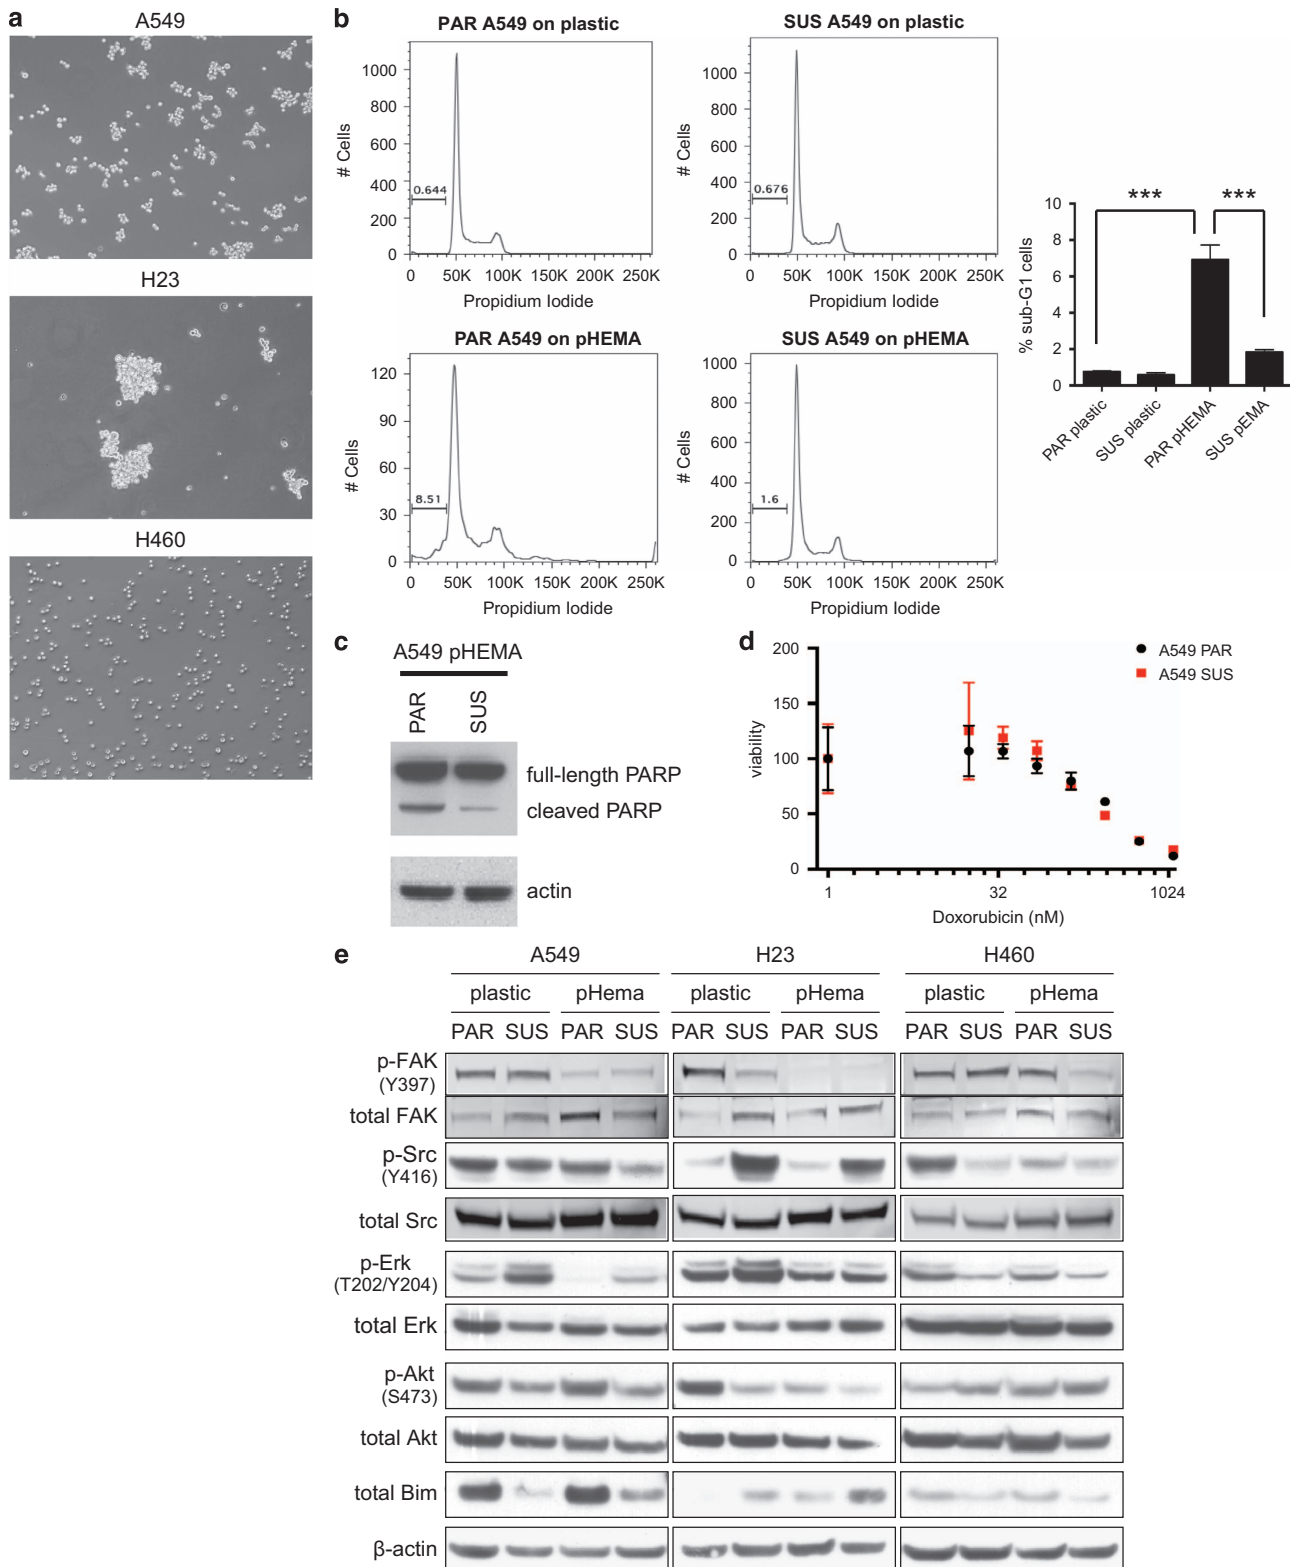 a
A549
H23
H460
b
PAR A549 on plastic
# Cells
1000
800
600
400
200
0
0.644
0 50K 100K 150K 200K 250K
Propidium Iodide
SUS A549 on plastic
# Cells
1000
800
600
400
200
0
0.676
0 50K 100K 150K 200K 250K
Propidium Iodide
PAR A549 on pHEMA
# Cells
120
90
60
30
0
8.51
0 50K 100K 150K 200K 250K
Propidium Iodide
SUS A549 on pHEMA
# Cells
1000
800
600
400
200
0
1.6
0 50K 100K 150K 200K 250K
Propidium Iodide
*** ***
% sub-G1 cells
10
8
6
4
2
0
PAR plastic
SUS plastic
PAR pHEMA
SUS pEMA
c
A549 pHEMA
PAR SUS
full-length PARP
cleaved PARP
actin
d
viability
200
150
100
50
0
1 32 1024
Doxorubicin (nM)
A549 PAR
A549 SUS
e
A549 H23 H460
plastic pHema plastic pHema plastic pHema
PAR SUS PAR SUS PAR SUS PAR SUS PAR SUS PAR SUS
p-FAK
(Y397)
total FAK
p-Src
(Y416)
total Src
p-Erk
(T202/Y204)
total Erk
p-Akt
(S473)
total Akt
total Bim
β-actin